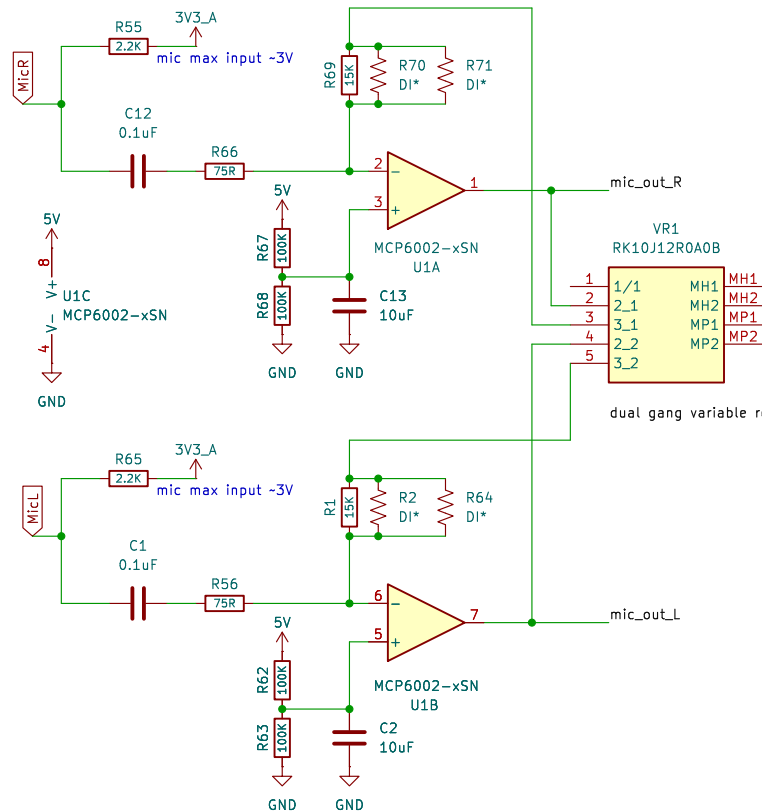 R55
2.2K
3V3_A
mic max input ~3V
MicR
C12
0.1uF
R66
75R
R69
15K
R70
DI*
R71
DI*
2
3
1
mic_out_R
MCP6002-xSN
U1A
5V
R67
100K
R68
100K
GND
C13
10uF
GND
5V
8
V+
V-
4
U1C
MCP6002-xSN
GND
VR1
RK10J12R0A0B
1
1/1
MH1
MH1
2
2_1
MH2
MH2
3
3_1
MP1
MP1
4
2_2
MP2
MP2
5
3_2
dual gang variable r
R65
2.2K
3V3_A
mic max input ~3V
MicL
C1
0.1uF
R56
75R
R1
15K
R2
DI*
R64
DI*
6
5
7
mic_out_L
MCP6002-xSN
U1B
5V
R62
100K
R63
100K
GND
C2
10uF
GND